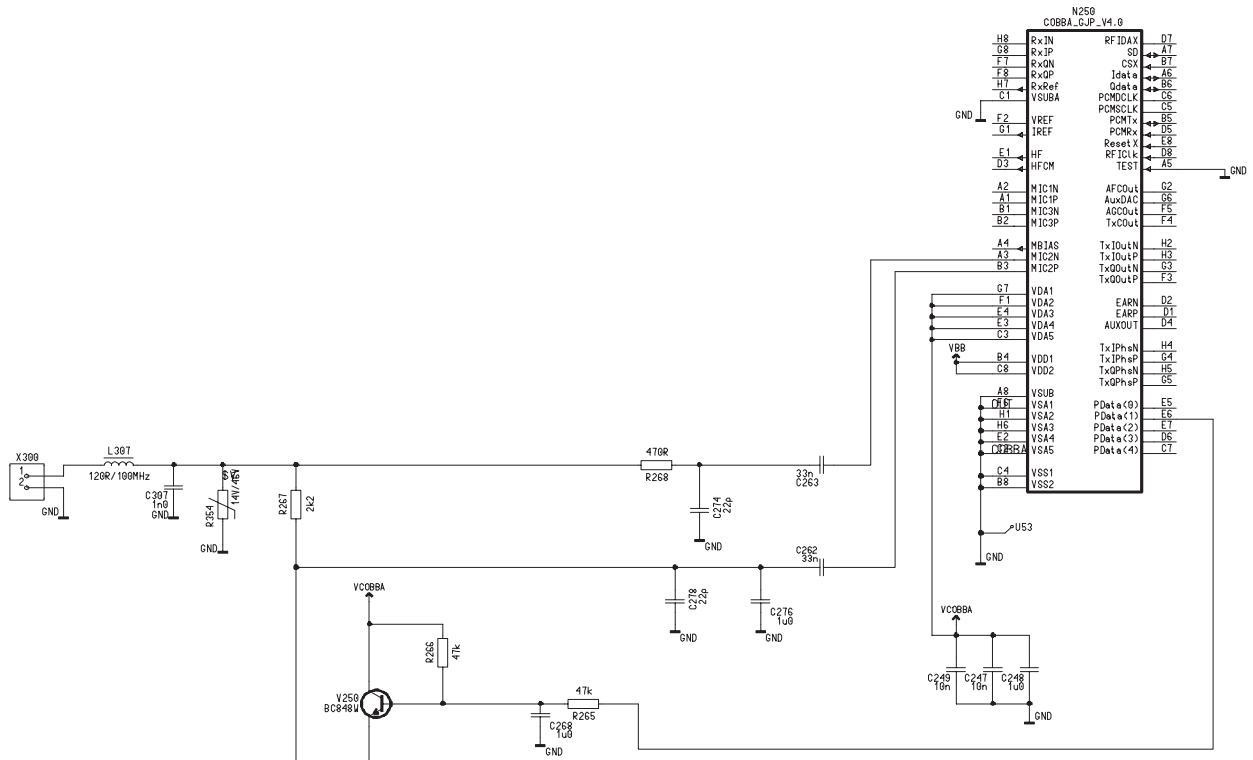 N250
COBBA_GJP_V4.0
H8 RxIN RFIDAX D7
G8 RxIP SD A7
F7 RxQN CSX B7
F8 RxQP Idata A6
H7 RxRef Qdata B6
C1 VSUBA PCMDCLK C6
PCMSCLK C5
GND
F2 VREF PCMTx B5
G1 IREF PCMRx D5
ResetX E8
E1 HF RFIClk D8
D3 HFCM TEST A5
GND
A2 MIC1N AFCOut G2
A1 MIC1P AuxDAC G6
B1 MIC3N AGCOut F5
B2 MIC3P TxCOut F4
A4 MBIAS TxIOutN H2
A3 MIC2N TxIOutP H3
B3 MIC2P TxQOutN G3
TxQOutP F3
G7 VDA1
F1 VDA2 EARN D2
E4 VDA3 EARP D1
E3 VDA4 AUXOUT D4
C3 VDA5
VBB
TxIPhsN H4
B4 VDD1 TxIPhsP G4
C8 VDD2 TxQPhsN H5
TxQPhsP G5
A8 VSUB
VSA1 PData(0) E5
H1 VSA2 PData(1) E6
H6 VSA3 PData(2) E7
E2 VSA4 PData(3) D6
VSA5 PData(4) C7
C4 VSS1
B8 VSS2
U53
GND
X300
1
2
GND
L307
120R/100MHz
C307
1n0
GND
R354
14V/46V
GND
R267
2k2
470R
R268
C274
22p
GND
33n
C263
C262
33n
C278
22p
GND
C276
1u0
GND
VCOBBA
R266
47k
V250
BC848W
47k
R265
C268
1u0
GND
VCOBBA
C249
10n
C247
10n
C248
1u0
GND